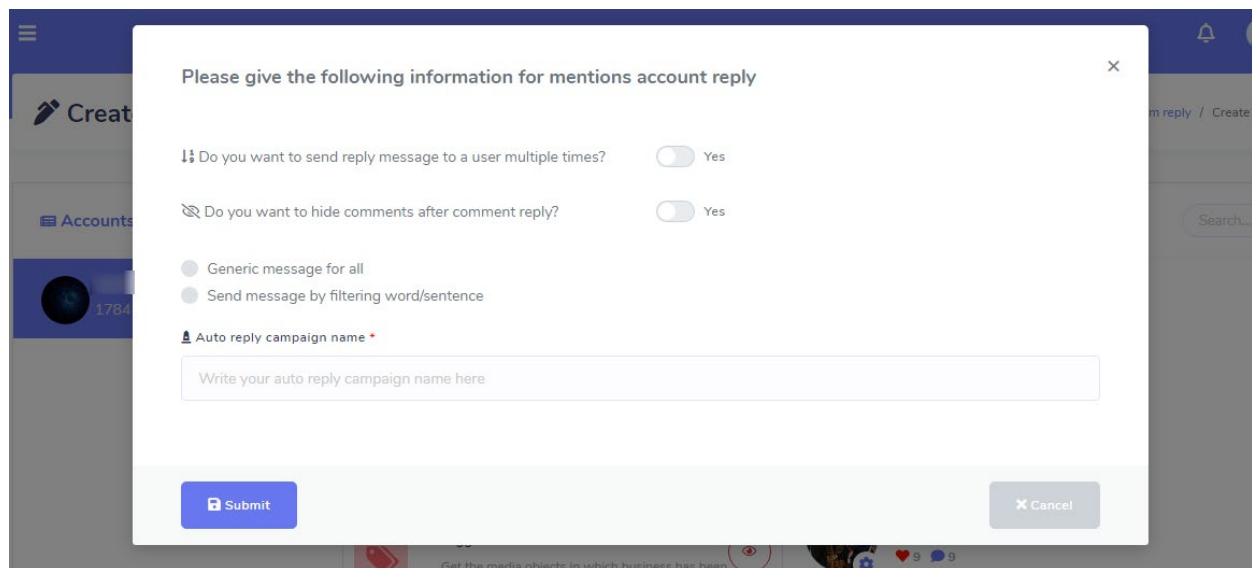 Please give the following information for mentions account reply
Creat
m reply / Create
Do you want to send reply message to a user multiple times? Yes
Do you want to hide comments after comment reply? Yes
Accounts
Search...
Generic message for all
Send message by filtering word/sentence
1784
Auto reply campaign name *
Write your auto reply campaign name here
Submit
Cancel
9 9
Get the media objects in which business has been